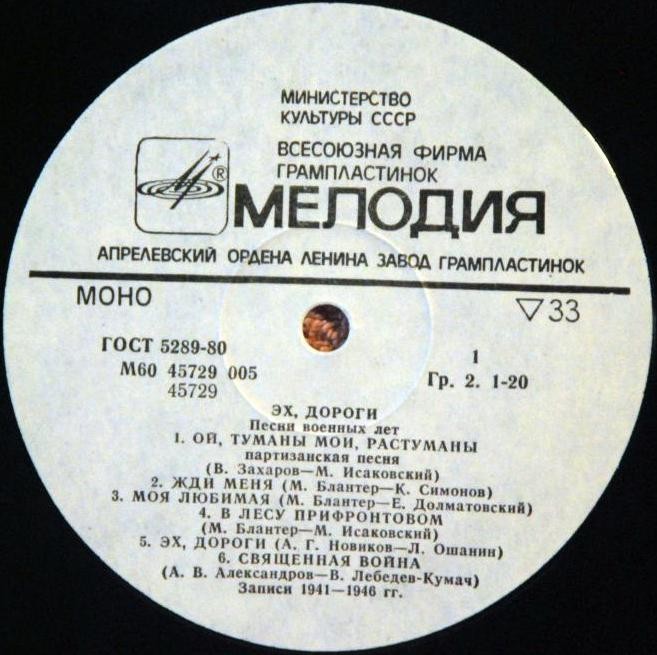 МИНИСТЕРСТВО
КУЛЬТУРЫ СССР
ВСЕСОЮЗНАЯ ФИРМА
ГРАМПЛАСТИНОК
®
МЕЛОДИЯ
АПРЕЛЕВСКИЙ ОРДЕНА ЛЕНИНА ЗАВОД ГРАМПЛАСТИНОК
МОНО
▽33
ГОСТ 5289-80
М60 45729 005
45729
1
Гр. 2. 1-20
ЭХ, ДОРОГИ
Песни военных лет
1. ОЙ, ТУМАНЫ МОИ, РАСТУМАНЫ
партизанская песня
(В. Захаров—М. Исаковский)
2. ЖДИ МЕНЯ (М. Блантер—К. Симонов)
3. МОЯ ЛЮБИМАЯ (М. Блантер—Е. Долматовский)
4. В ЛЕСУ ПРИФРОНТОВОМ
(М. Блантер—М. Исаковский)
5. ЭХ, ДОРОГИ (А. Г. Новиков—Л. Ошанин)
6. СВЯЩЕННАЯ ВОЙНА
(А. В. Александров—В. Лебедев-Кумач)
Записи 1941—1946 гг.